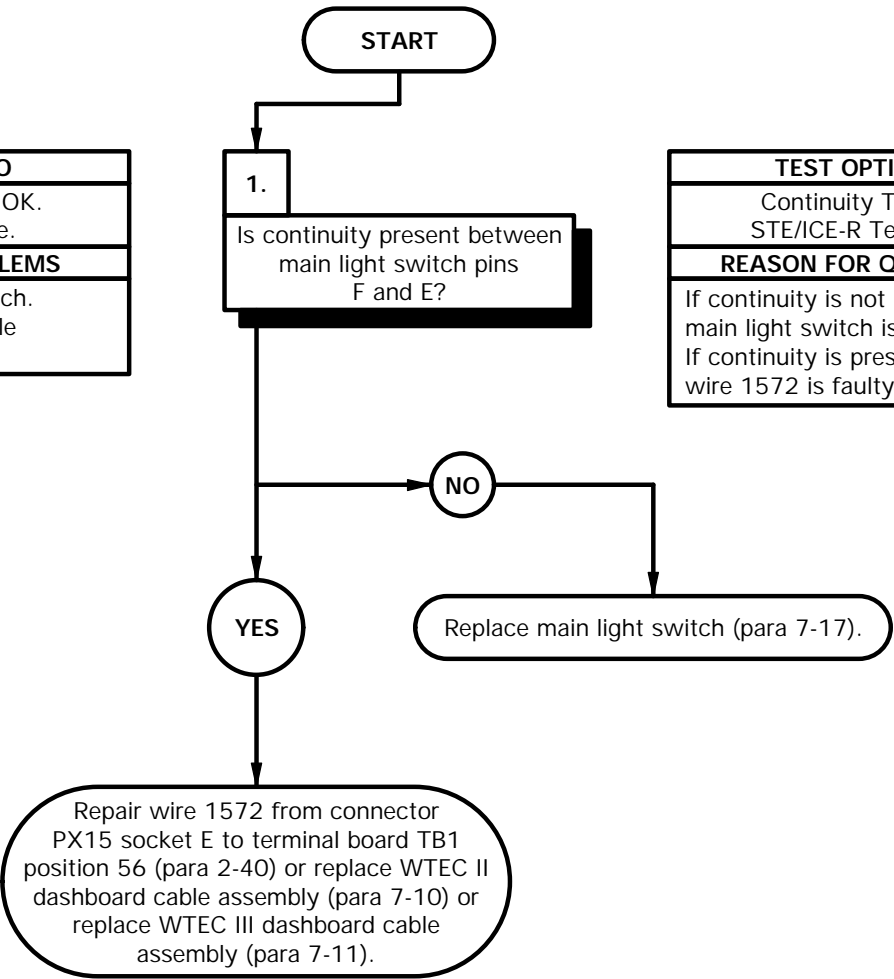 START
O
OK.
e.
LEMS
ch.
le
1.
Is continuity present between
main light switch pins
F and E?
TEST OPTI
Continuity T
STE/ICE-R Te
REASON FOR Q
If continuity is not
main light switch is
If continuity is pres
wire 1572 is faulty
NO
YES
Replace main light switch (para 7-17).
Repair wire 1572 from connector
PX15 socket E to terminal board TB1
position 56 (para 2-40) or replace WTEC II
dashboard cable assembly (para 7-10) or
replace WTEC III dashboard cable
assembly (para 7-11).